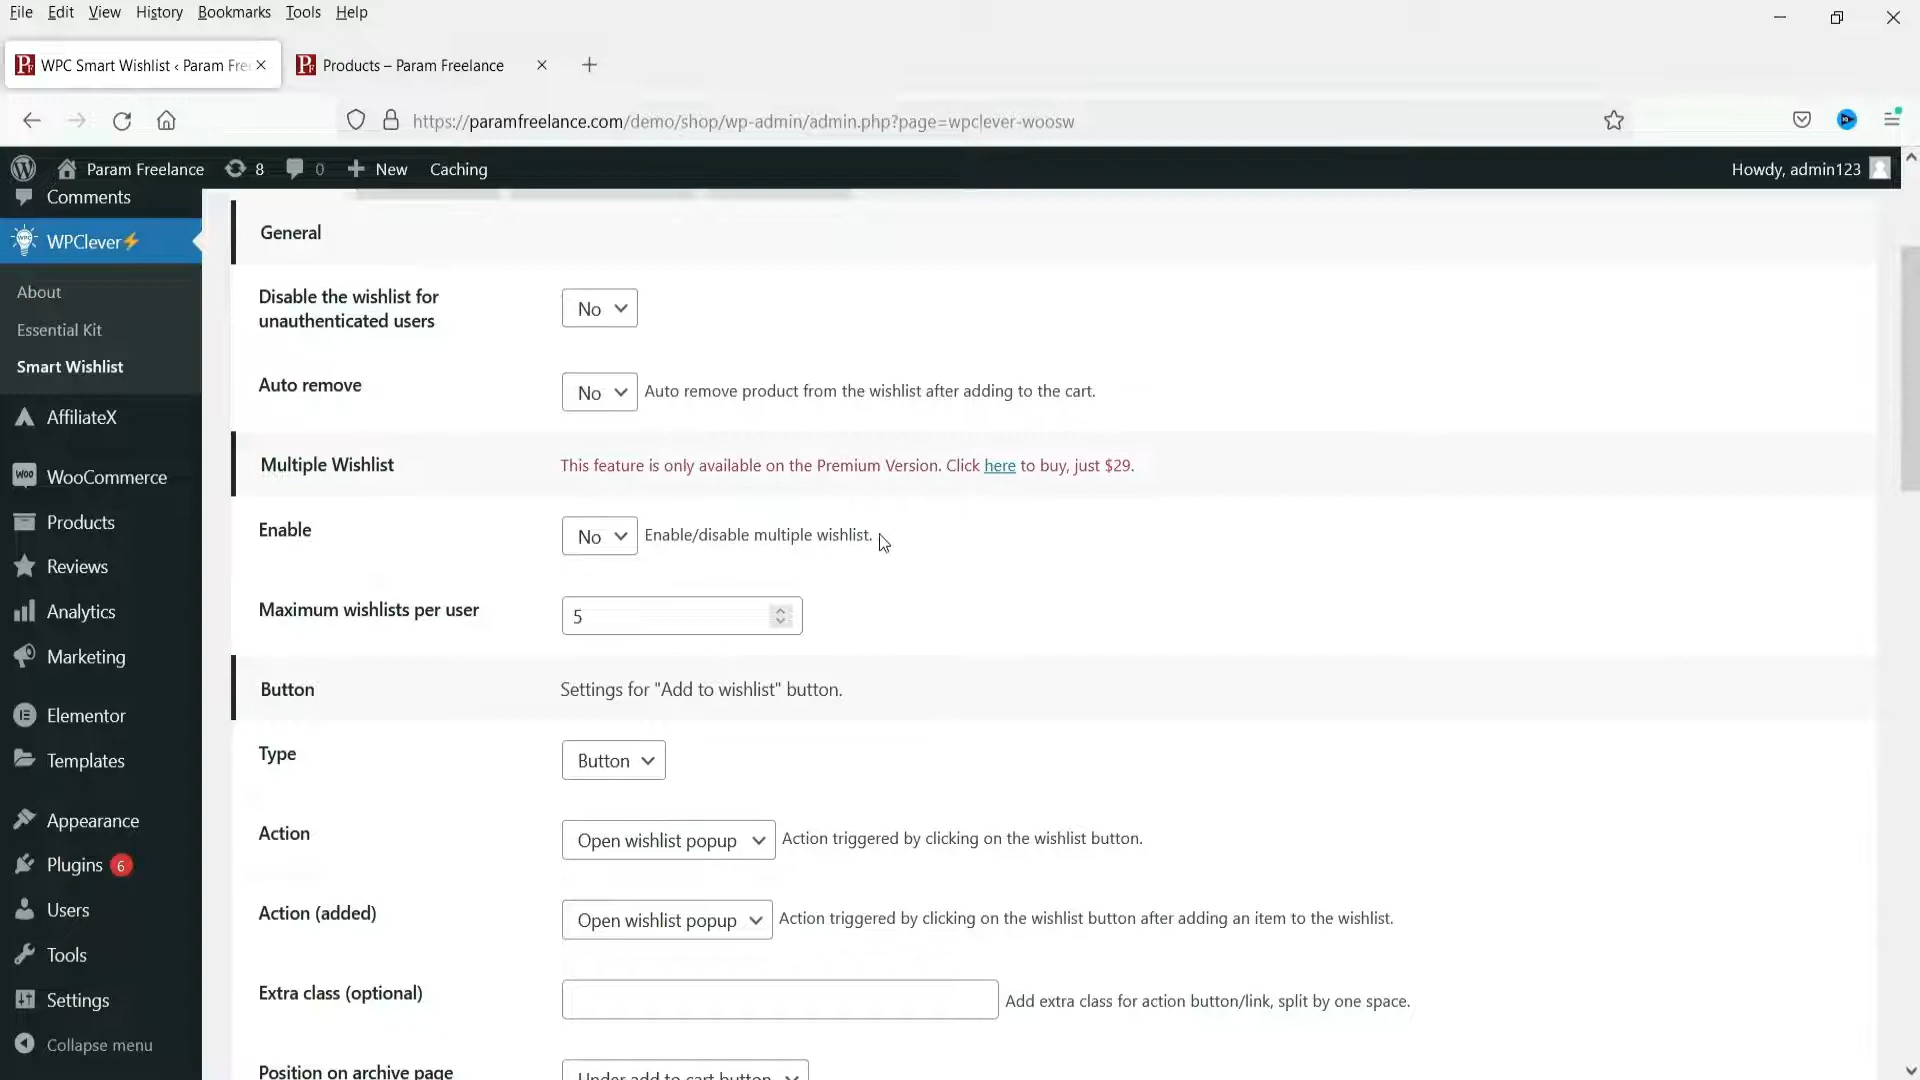 File Edit View History Bookmarks Tools Help
WPC Smart Wishlist ‹ Param Free
Products – Param Freelance
https://paramfreelance.com/demo/shop/wp-admin/admin.php?page=wpclever-woosw
Param Freelance 8 0 New Caching Howdy, admin123
Comments
WPClever⚡
About
Essential Kit
Smart Wishlist
AffiliateX
WooCommerce
Products
Reviews
Analytics
Marketing
Elementor
Templates
Appearance
Plugins 6
Users
Tools
Settings
Collapse menu
General
Disable the wishlist for
unauthenticated users
No
Auto remove No Auto remove product from the wishlist after adding to the cart.
Multiple Wishlist This feature is only available on the Premium Version. Click here to buy, just $29.
Enable No Enable/disable multiple wishlist.
Maximum wishlists per user 5
Button Settings for "Add to wishlist" button.
Type Button
Action Open wishlist popup Action triggered by clicking on the wishlist button.
Action (added) Open wishlist popup Action triggered by clicking on the wishlist button after adding an item to the wishlist.
Extra class (optional) Add extra class for action button/link, split by one space.
Position on archive page Under add to cart button